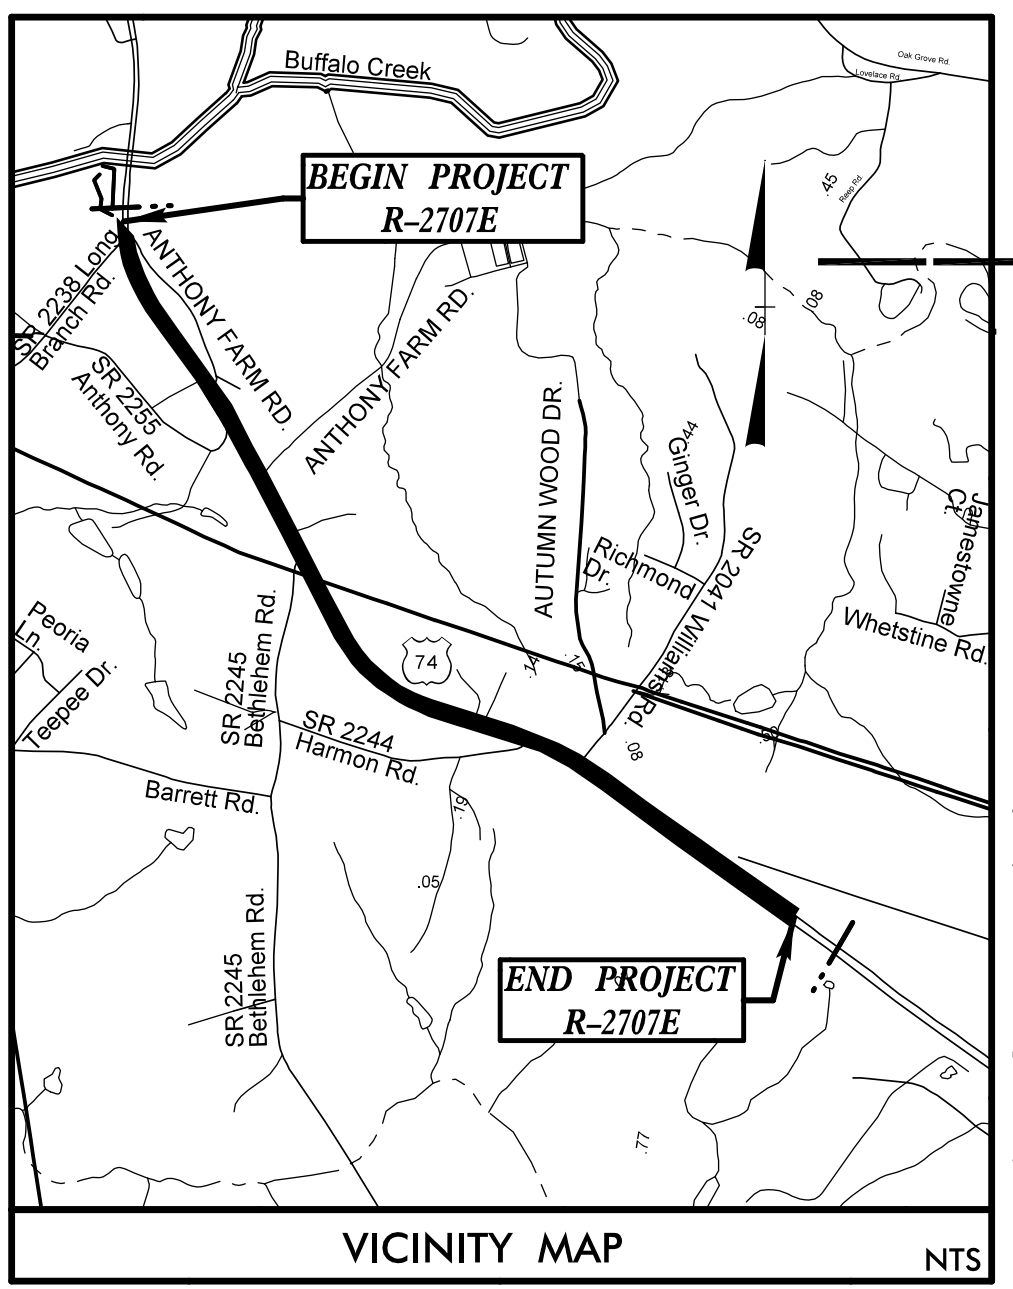 Oak Grove Rd.
Lovelace Rd.
Buffalo Creek
BEGIN PROJECT
R-2707E
.45
Reep Rd.
SR 2238 Long
Branch Rd.
ANTHONY FARM RD.
ANTHONY FARM RD.
.08
.08
SR 2255
Anthony Rd.
AUTUMN WOOD DR.
.44
Ginger Dr.
Richmond
Dr.
SR 2041 Williams Rd.
Jamestowne
Ct.
Whetstine Rd.
Peoria
Ln.
Teepee Dr.
SR 2245
Bethlehem Rd.
74
.14
.15
SR 2244
Harmon Rd.
.08
Barrett Rd.
.19
.05
SR 2245
Bethlehem Rd.
END PROJECT
R-2707E
.77
VICINITY MAP
NTS